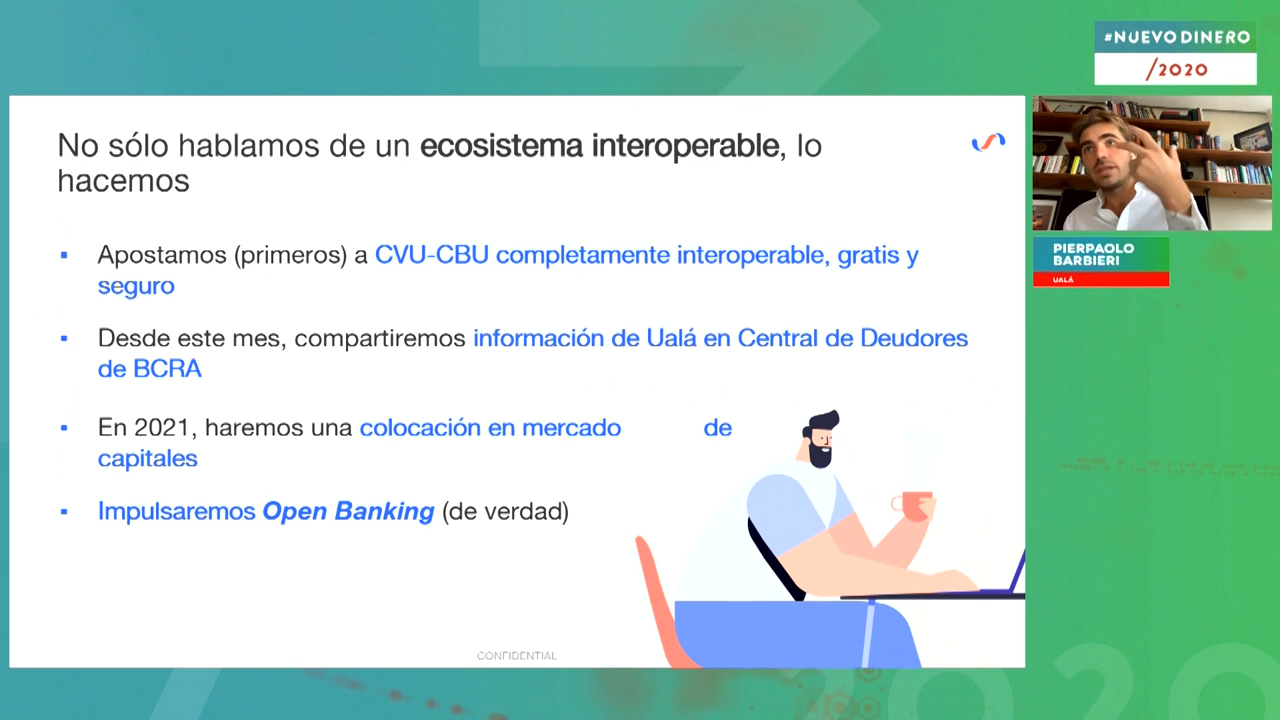 #NUEVODINERO
/2020
No sólo hablamos de un ecosistema interoperable, lo
hacemos
▪ Apostamos (primeros) a CVU-CBU completamente interoperable, gratis y
seguro
▪ Desde este mes, compartiremos información de Ualá en Central de Deudores
de BCRA
▪ En 2021, haremos una colocación en mercado de
capitales
▪ Impulsaremos Open Banking (de verdad)
CONFIDENTIAL
PIERPAOLO
BARBIERI
UALÁ
2020